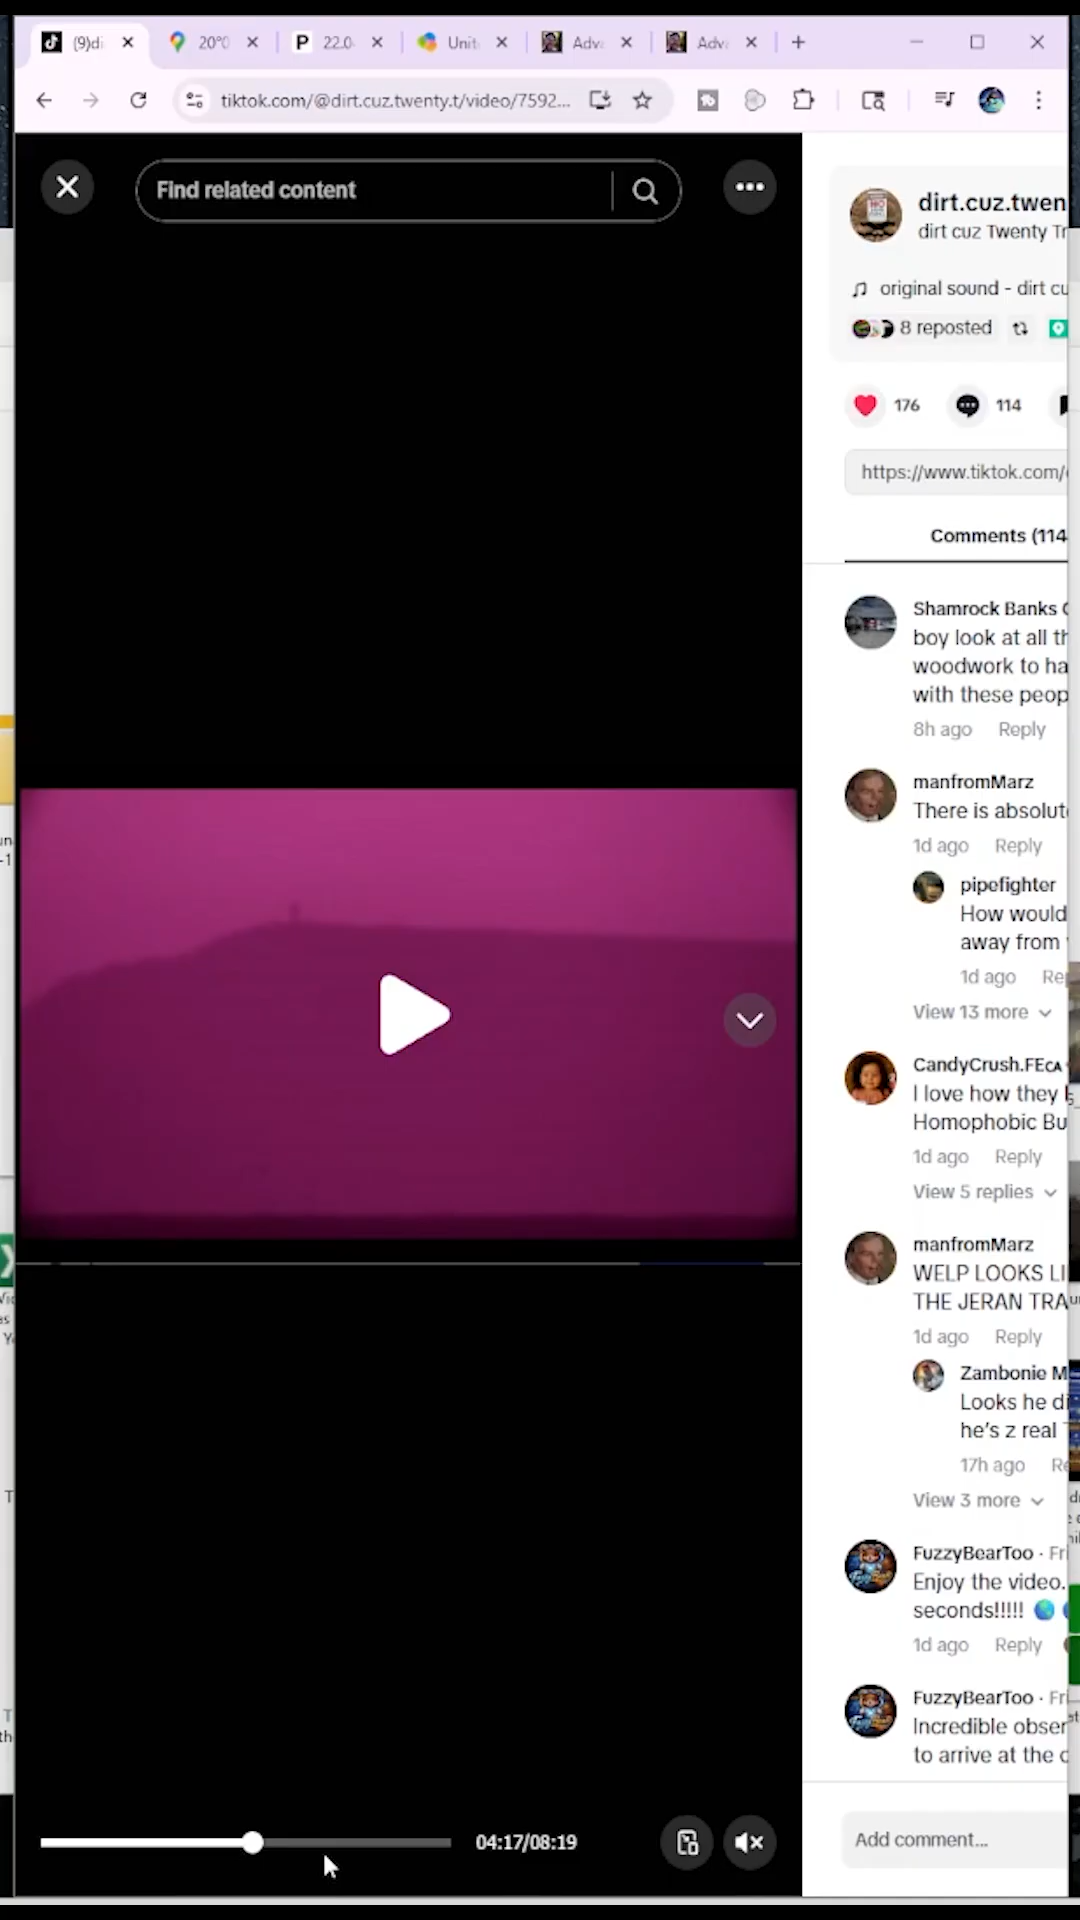 (9)di
20°0
22.0
Unit
Adv
Adv
tiktok.com/@dirt.cuz.twenty.t/video/7592...
Find related content
dirt.cuz.twen
dirt cuz Twenty Tr
original sound - dirt cu
8 reposted
176
114
https://www.tiktok.com/
Comments (114
Shamrock Banks
boy look at all th
woodwork to ha
with these peop
8h ago Reply
manfromMarz
There is absolut
1d ago Reply
pipefighter
How would
away from
1d ago Re
View 13 more
CandyCrush.FEca
I love how they
Homophobic Bu
1d ago Reply
View 5 replies
manfromMarz
WELP LOOKS LI
THE JERAN TRA
1d ago Reply
Zambonie M
Looks he di
he's z real
17h ago Re
View 3 more
FuzzyBearToo · Fri
Enjoy the video.
seconds!!!!!
1d ago Reply
FuzzyBearToo · Fri
Incredible obser
to arrive at the c
Add comment...
04:17/08:19